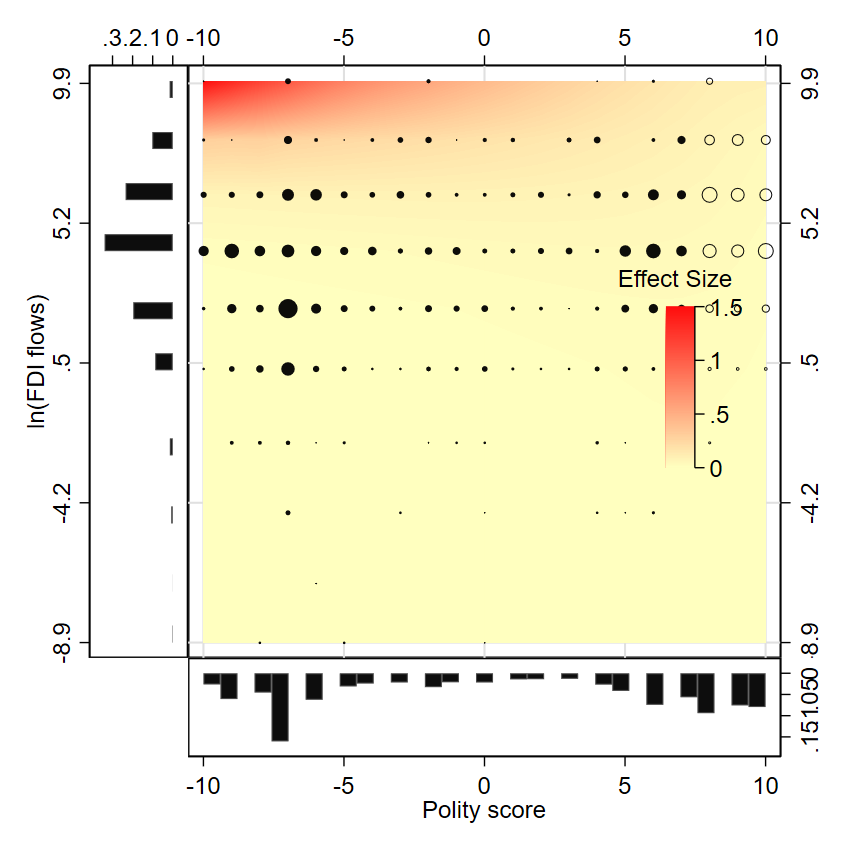 .3 .2 .1 0 -10 -5 0 5 10
9.9 9.9
5.2 5.2
Effect Size
1.5
1
.5
0
ln(FDI flows)
.5 .5
-4.2 -4.2
-8.9 -8.9
.15 .1 .05 0
-10 -5 0 5 10
Polity score